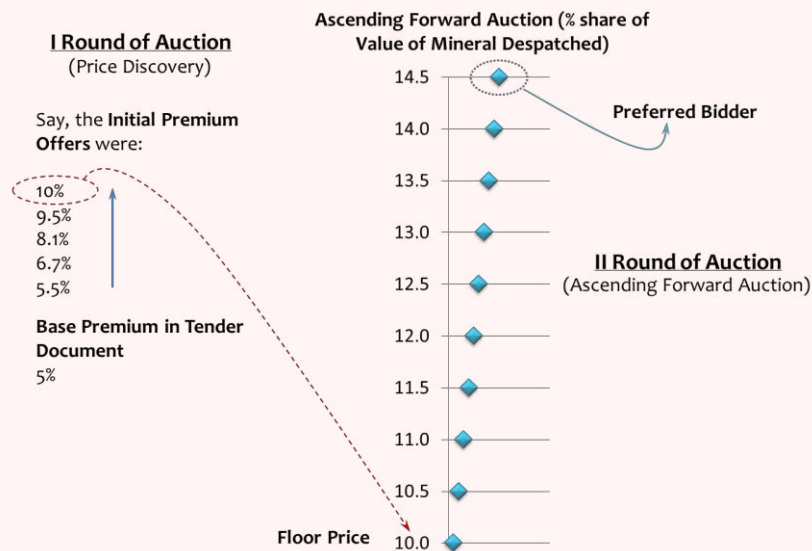 I Round of Auction
(Price Discovery)
Say, the Initial Premium
Offers were:
10%
9.5%
8.1%
6.7%
5.5%
Base Premium in Tender
Document
5%
Ascending Forward Auction (% share of
Value of Mineral Despatched)
14.5
14.0
13.5
13.0
12.5
12.0
11.5
11.0
10.5
Floor Price 10.0
Preferred Bidder
II Round of Auction
(Ascending Forward Auction)